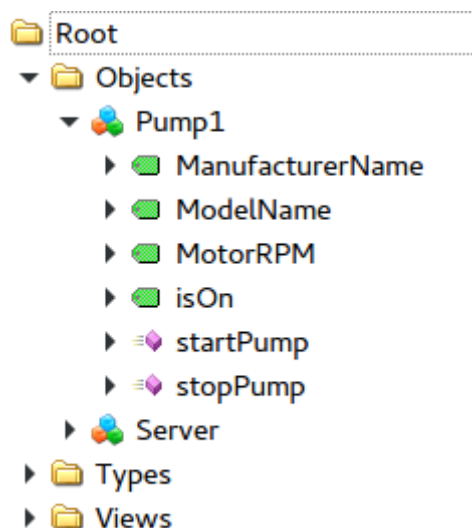 Root
Objects
Pump1
ManufacturerName
ModelName
MotorRPM
isOn
startPump
stopPump
Server
Types
Views